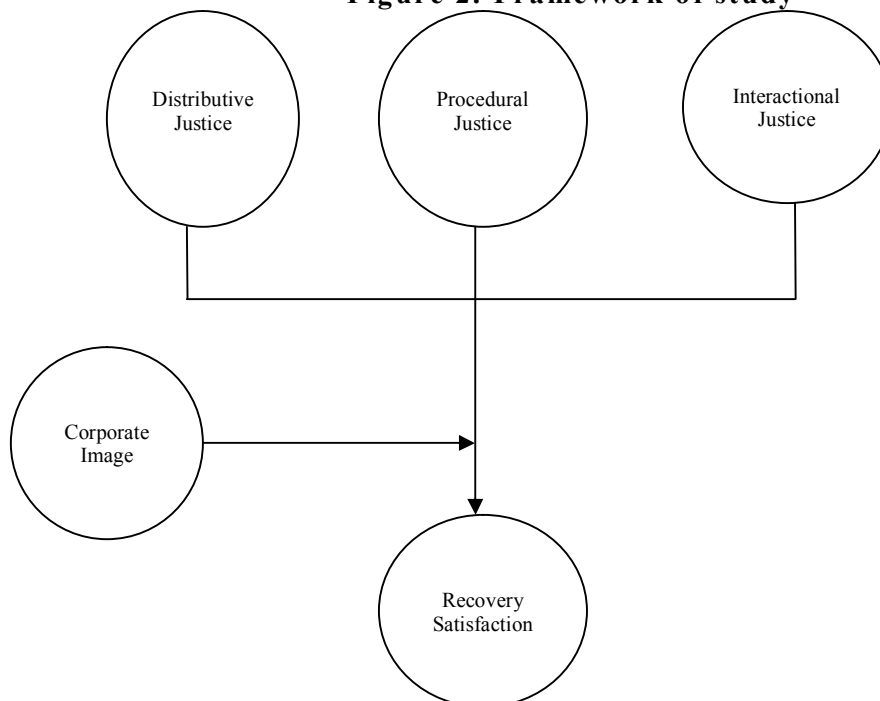 Figure 2: Framework of study
Distributive
Justice
Procedural
Justice
Interactional
Justice
Corporate
Image
Recovery
Satisfaction